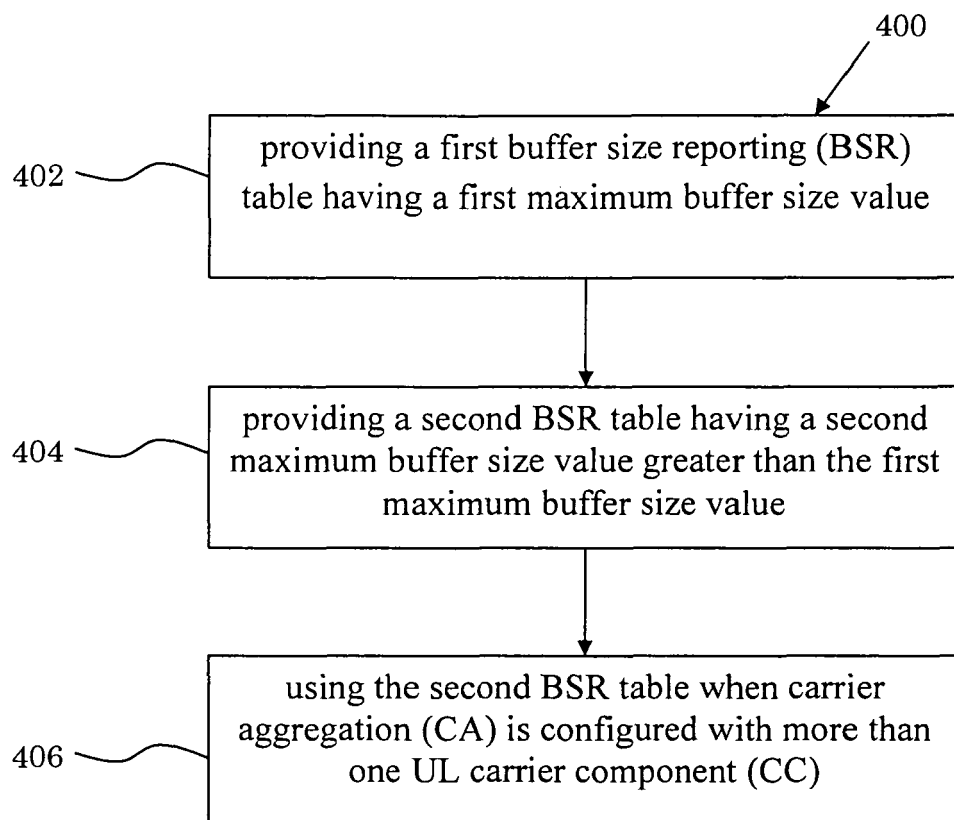 400
402
providing a first buffer size reporting (BSR)
table having a first maximum buffer size value
404
providing a second BSR table having a second
maximum buffer size value greater than the first
maximum buffer size value
406
using the second BSR table when carrier
aggregation (CA) is configured with more than
one UL carrier component (CC)